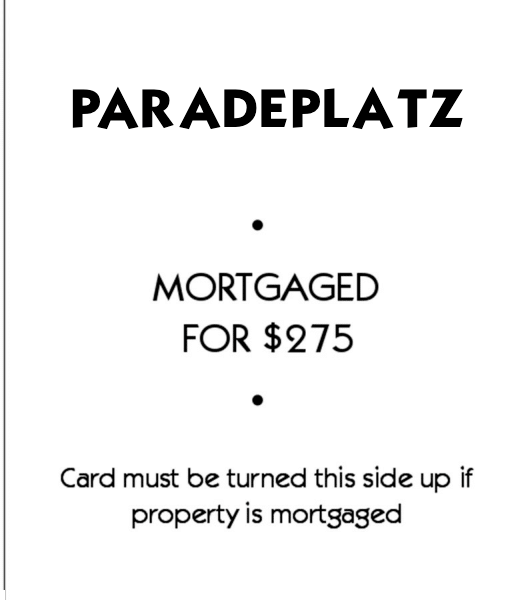 PARADEPLATZ
•
MORTGAGED
FOR $275
•
Card must be turned this side up if
property is mortgaged